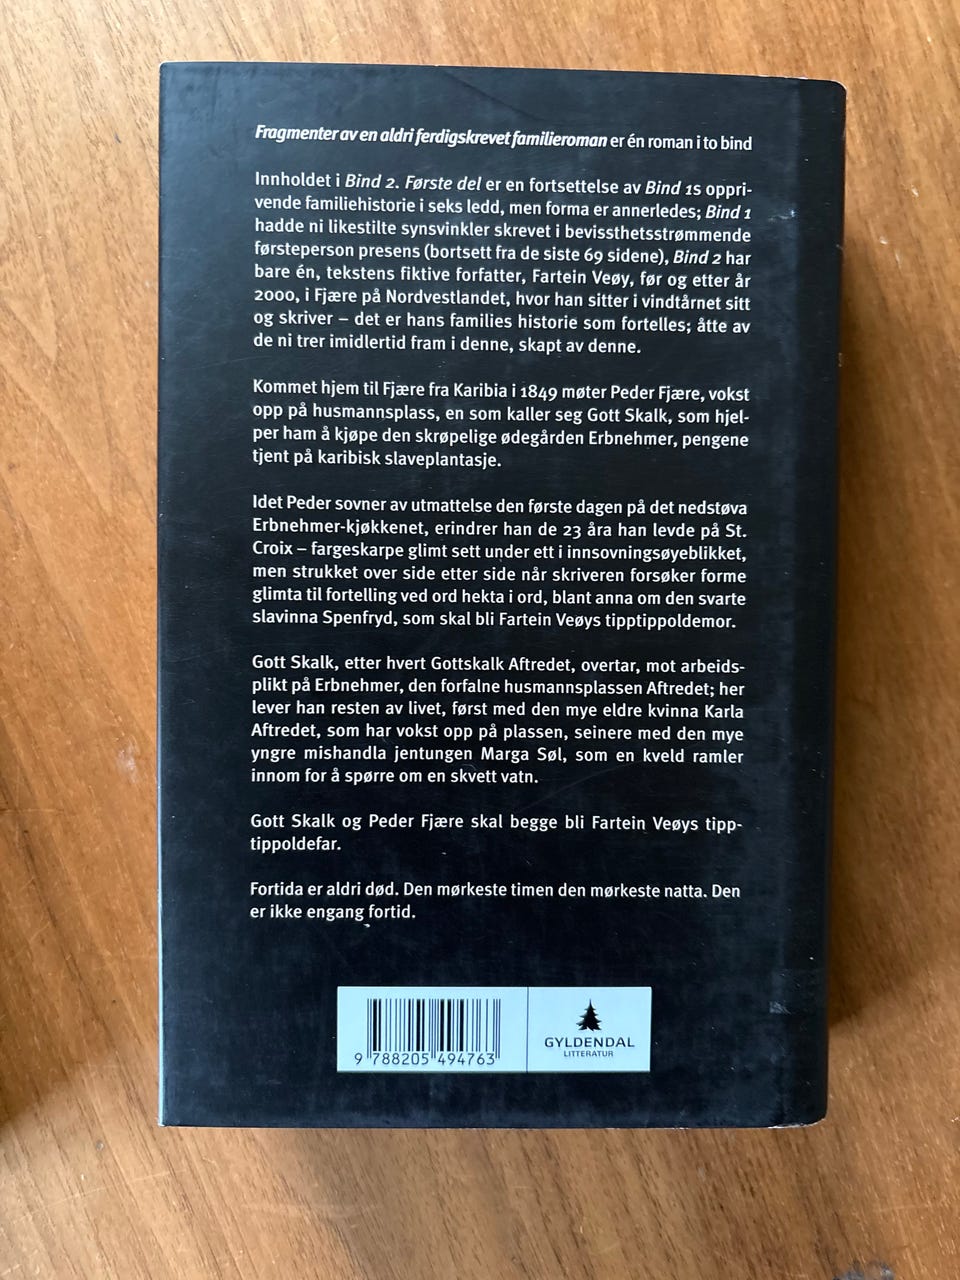 Fragmenter av en aldri ferdigskrevet familieroman er én roman i to bind
Innholdet i Bind 2. Første del er en fortsettelse av Bind 1s oppri-
vende familiehistorie i seks ledd, men forma er annerledes; Bind 1
hadde ni likestilte synsvinkler skrevet i bevissthetsstrømmende
førsteperson presens (bortsett fra de siste 69 sidene), Bind 2 har
bare én, tekstens fiktive forfatter, Fartein Veøy, før og etter år
2000, i Fjære på Nordvestlandet, hvor han sitter i vindtårnet sitt
og skriver – det er hans families historie som fortelles; åtte av
de ni trer imidlertid fram i denne, skapt av denne.
Kommet hjem til Fjære fra Karibia i 1849 møter Peder Fjære, vokst
opp på husmannsplass, en som kaller seg Gott Skalk, som hjel-
per ham å kjøpe den skrøpelige ødegården Erbnehmer, pengene
tjent på karibisk slaveplantasje.
Idet Peder sovner av utmattelse den første dagen på det nedstøva
Erbnehmer-kjøkkenet, erindrer han de 23 åra han levde på St.
Croix – fargeskarpe glimt sett under ett i innsovningsøyeblikket,
men strukket over side etter side når skriveren forsøker forme
glimta til fortelling ved ord hekta i ord, blant anna om den svarte
slavinna Spenfryd, som skal bli Fartein Veøys tipptippoldemor.
Gott Skalk, etter hvert Gottskalk Aftredet, overtar, mot arbeids-
plikt på Erbnehmer, den forfalne husmannsplassen Aftredet; her
lever han resten av livet, først med den mye eldre kvinna Karla
Aftredet, som har vokst opp på plassen, seinere med den mye
yngre mishandla jentungen Marga Søl, som en kveld ramler
innom for å spørre om en skvett vatn.
Gott Skalk og Peder Fjære skal begge bli Fartein Veøys tipp-
tippoldefar.
Fortida er aldri død. Den mørkeste timen den mørkeste natta. Den
er ikke engang fortid.
9 788205 494763
GYLDENDAL
LITTERATUR